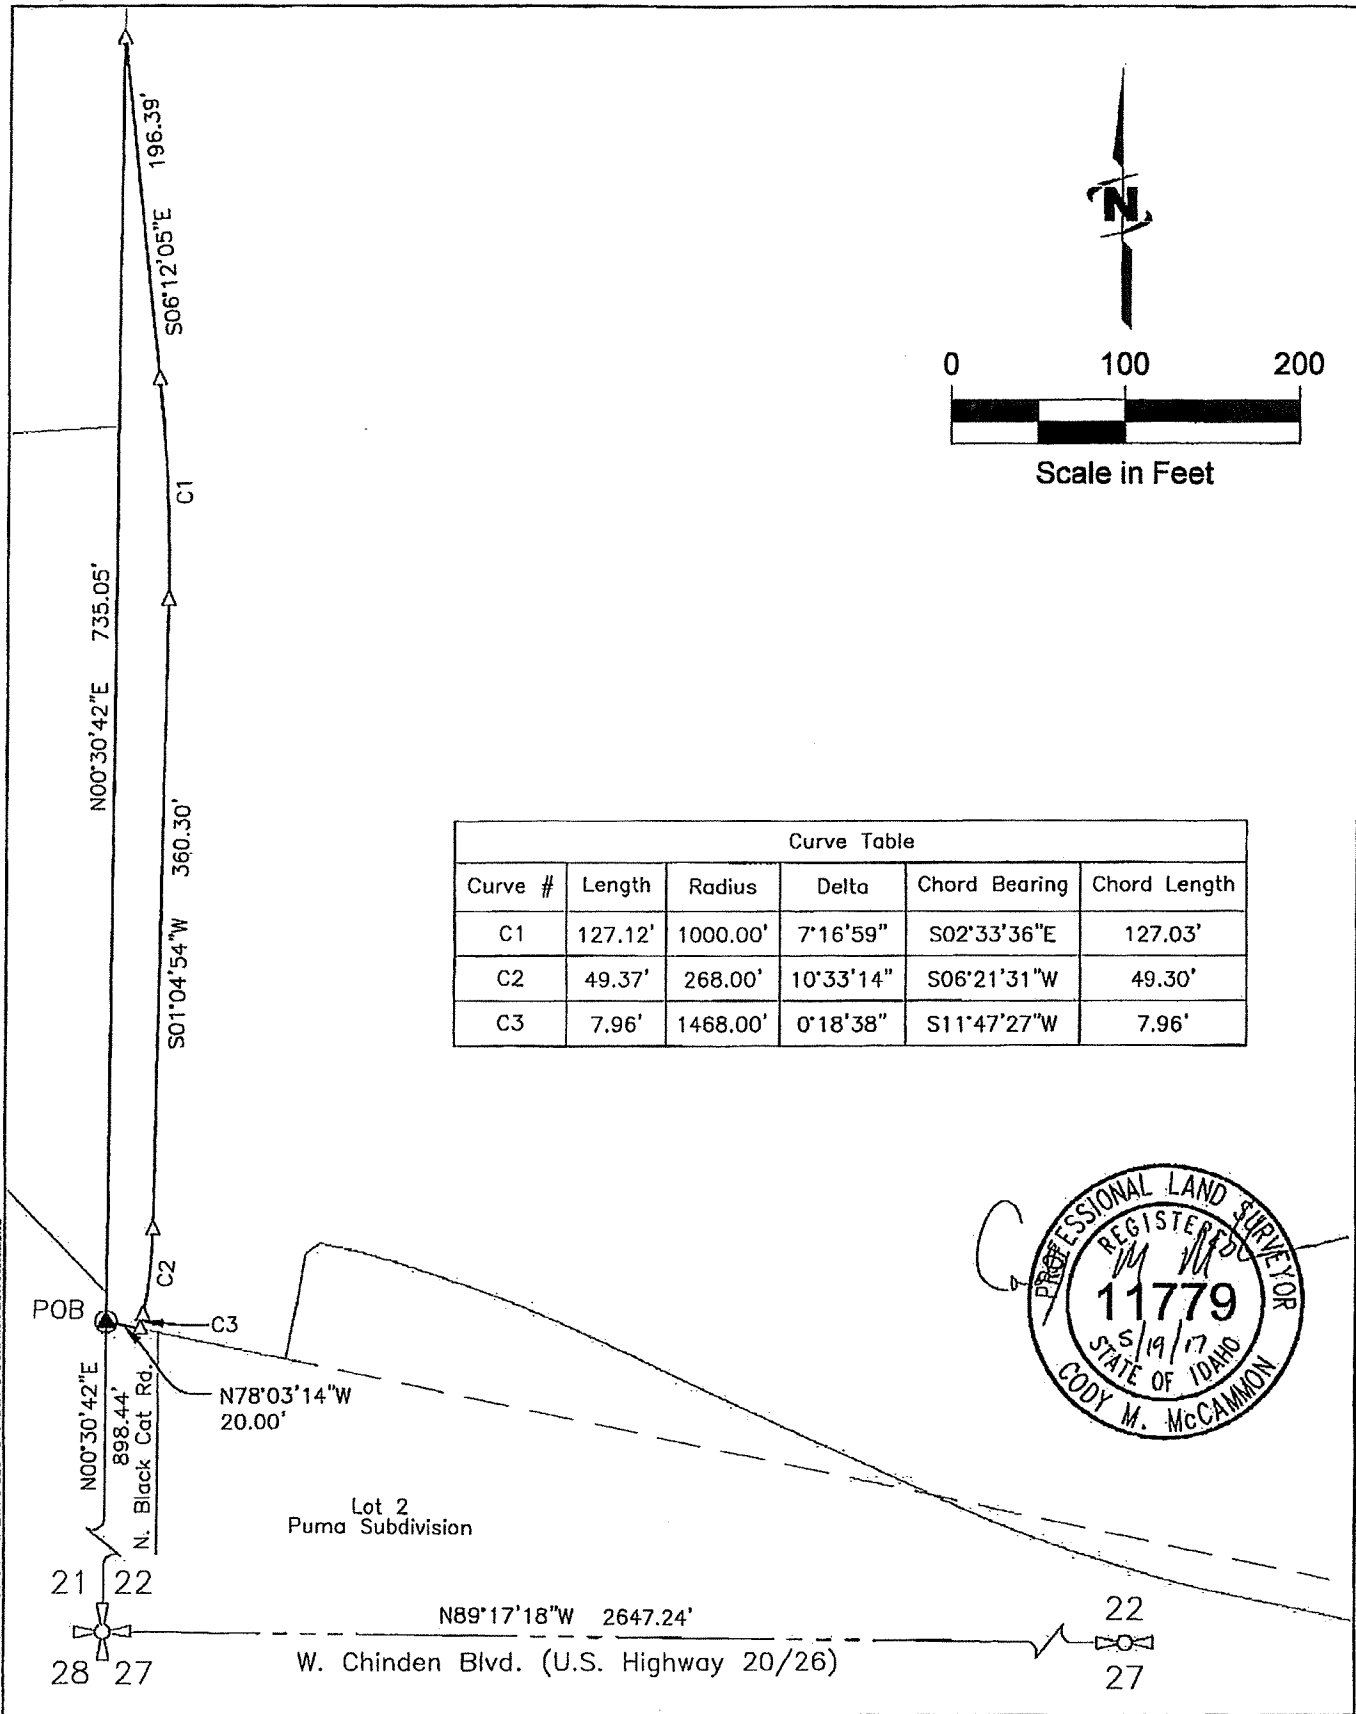 196.39'
S06°12'05"E
N
0 100 200
Scale in Feet
C1
735.05'
N00°30'42"E
360.30'
S01°04'54"W
Curve Table
Curve # Length Radius Delta Chord Bearing Chord Length
C1 127.12' 1000.00' 7°16'59" S02°33'36"E 127.03'
C2 49.37' 268.00' 10°33'14" S06°21'31"W 49.30'
C3 7.96' 1468.00' 0°18'38" S11°47'27"W 7.96'
PROFESSIONAL LAND SURVEYOR
REGISTERED
11779
5/19/17
STATE OF IDAHO
CODY M. McCAMMON
C2
POB
C3
N78°03'14"W
20.00'
N00°30'42"E
898.44'
N. Black Cat Rd.
Lot 2
Puma Subdivision
21 22
N89°17'18"W 2647.24'
22
28 27
W. Chinden Blvd. (U.S. Highway 20/26)
27